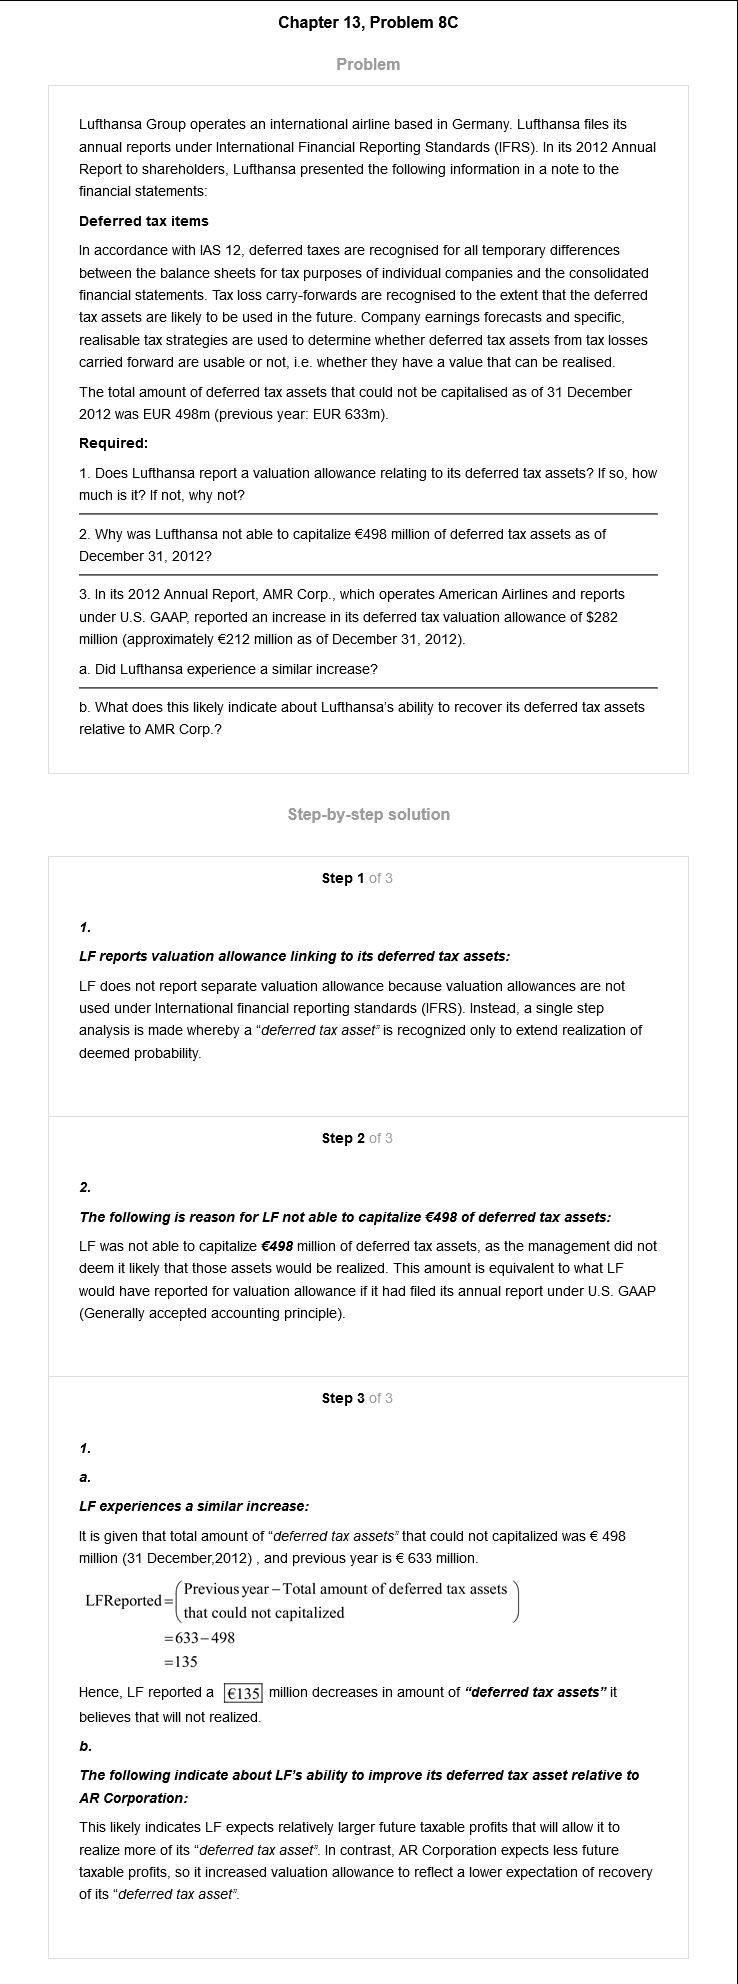 Chapter 13, Problem 8C
Problem
Lufthansa Group operates an international airline based in Germany. Lufthansa files its
annual reports under International Financial Reporting Standards (IFRS). In its 2012 Annual
Report to shareholders, Lufthansa presented the following information in a note to the
financial statements:
Deferred tax items
In accordance with IAS 12, deferred taxes are recognised for all temporary differences
between the balance sheets for tax purposes of individual companies and the consolidated
financial statements. Tax loss carry-forwards are recognised to the extent that the deferred
tax assets are likely to be used in the future. Company earnings forecasts and specific,
realisable tax strategies are used to determine whether deferred tax assets from tax losses
carried forward are usable or not, i.e. whether they have a value that can be realised.
The total amount of deferred tax assets that could not be capitalised as of 31 December
2012 was EUR 498m (previous year: EUR 633m).
Required:
1. Does Lufthansa report a valuation allowance relating to its deferred tax assets? If so, how
much is it? If not, why not?
2. Why was Lufthansa not able to capitalize €498 million of deferred tax assets as of
December 31, 2012?
3. In its 2012 Annual Report, AMR Corp., which operates American Airlines and reports
under U.S. GAAP, reported an increase in its deferred tax valuation allowance of $282
million (approximately €212 million as of December 31, 2012).
a. Did Lufthansa experience a similar increase?
b. What does this likely indicate about Lufthansa's ability to recover its deferred tax assets
relative to AMR Corp.?
Step-by-step solution
Step 1 of 3
1.
LF reports valuation allowance linking to its deferred tax assets:
LF does not report separate valuation allowance because valuation allowances are not
used under International financial reporting standards (IFRS). Instead, a single step
analysis is made whereby a “deferred tax asset” is recognized only to extend realization of
deemed probability.
Step 2 of 3
2.
The following is reason for LF not able to capitalize €498 of deferred tax assets:
LF was not able to capitalize €498 million of deferred tax assets, as the management did not
deem it likely that those assets would be realized. This amount is equivalent to what LF
would have reported for valuation allowance if it had filed its annual report under U.S. GAAP
(Generally accepted accounting principle).
Step 3 of 3
1.
a.
LF experiences a similar increase:
It is given that total amount of “deferred tax assets” that could not capitalized was € 498
million (31 December,2012) , and previous year is € 633 million.
LFReported = (Previous year – Total amount of deferred tax assets
that could not capitalized)
=633–498
=135
Hence, LF reported a €135 million decreases in amount of “deferred tax assets” it
believes that will not realized.
b.
The following indicate about LF's ability to improve its deferred tax asset relative to
AR Corporation:
This likely indicates LF expects relatively larger future taxable profits that will allow it to
realize more of its “deferred tax asset”. In contrast, AR Corporation expects less future
taxable profits, so it increased valuation allowance to reflect a lower expectation of recovery
of its “deferred tax asset”.